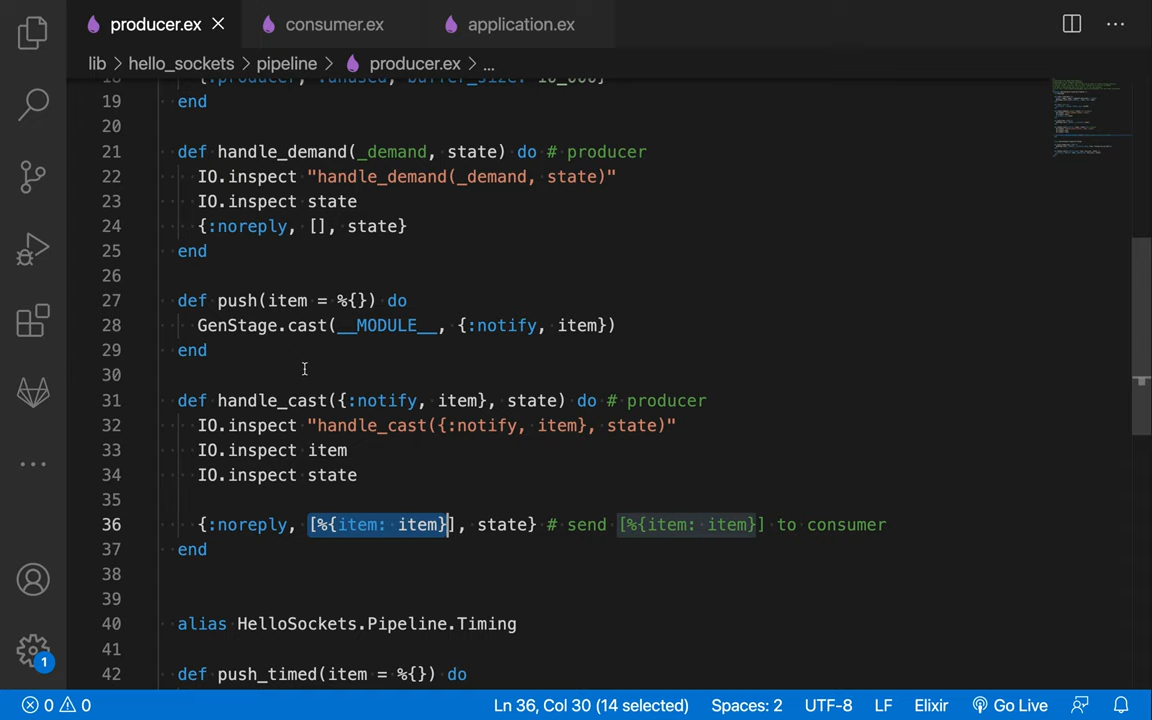 producer.ex
consumer.ex
application.ex
lib > hello_sockets > pipeline > producer.ex > ...
18 {:producer, :unused, buffer_size: 10_000}
19 end
20
21 def handle_demand(_demand, state) do # producer
22 IO.inspect "handle_demand(_demand, state)"
23 IO.inspect state
24 {:noreply, [], state}
25 end
26
27 def push(item = %{}) do
28 GenStage.cast(__MODULE__, {:notify, item})
29 end
30
31 def handle_cast({:notify, item}, state) do # producer
32 IO.inspect "handle_cast({:notify, item}, state)"
33 IO.inspect item
34 IO.inspect state
35
36 {:noreply, [%{item: item}], state} # send [%{item: item}] to consumer
37 end
38
39
40 alias HelloSockets.Pipeline.Timing
41
42 def push_timed(item = %{}) do
1
0 0 Ln 36, Col 30 (14 selected) Spaces: 2 UTF-8 LF Elixir Go Live